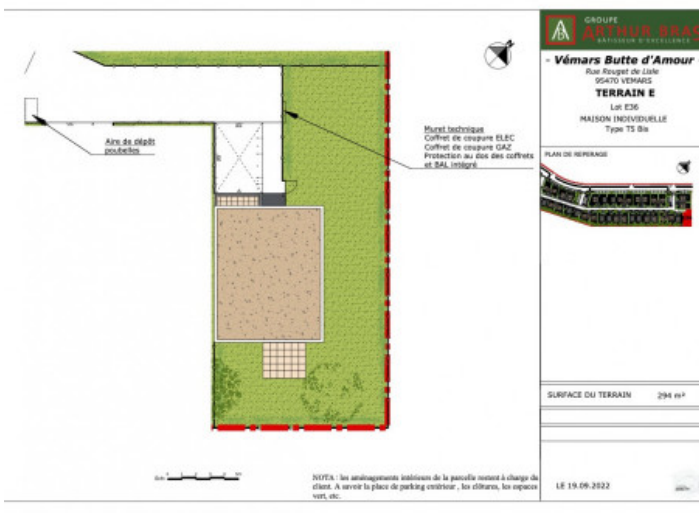 GROUPE
ARTHUR BRAS
BÂTISSEUR D'EXCELLENCE
- Vémars Butte d'Amour -
Rue Rouget de Lisle
95470 VEMARS
TERRAIN E
Lot E36
MAISON INDIVIDUELLE
Type T5 Bis
PLAN DE REPERAGE
Aire de dépôt
poubelles
Muret technique
Coffret de coupure ELEC
Coffret de coupure GAZ
Protection au dos des coffrets
et BAL intégré
SURFACE DU TERRAIN 294 m²
NOTA : les aménagements intérieurs de la parcelle restent à charge du
client. A savoir la place de parking extérieur , les clôtures, les espaces
vert, etc.
LE 19.09.2022